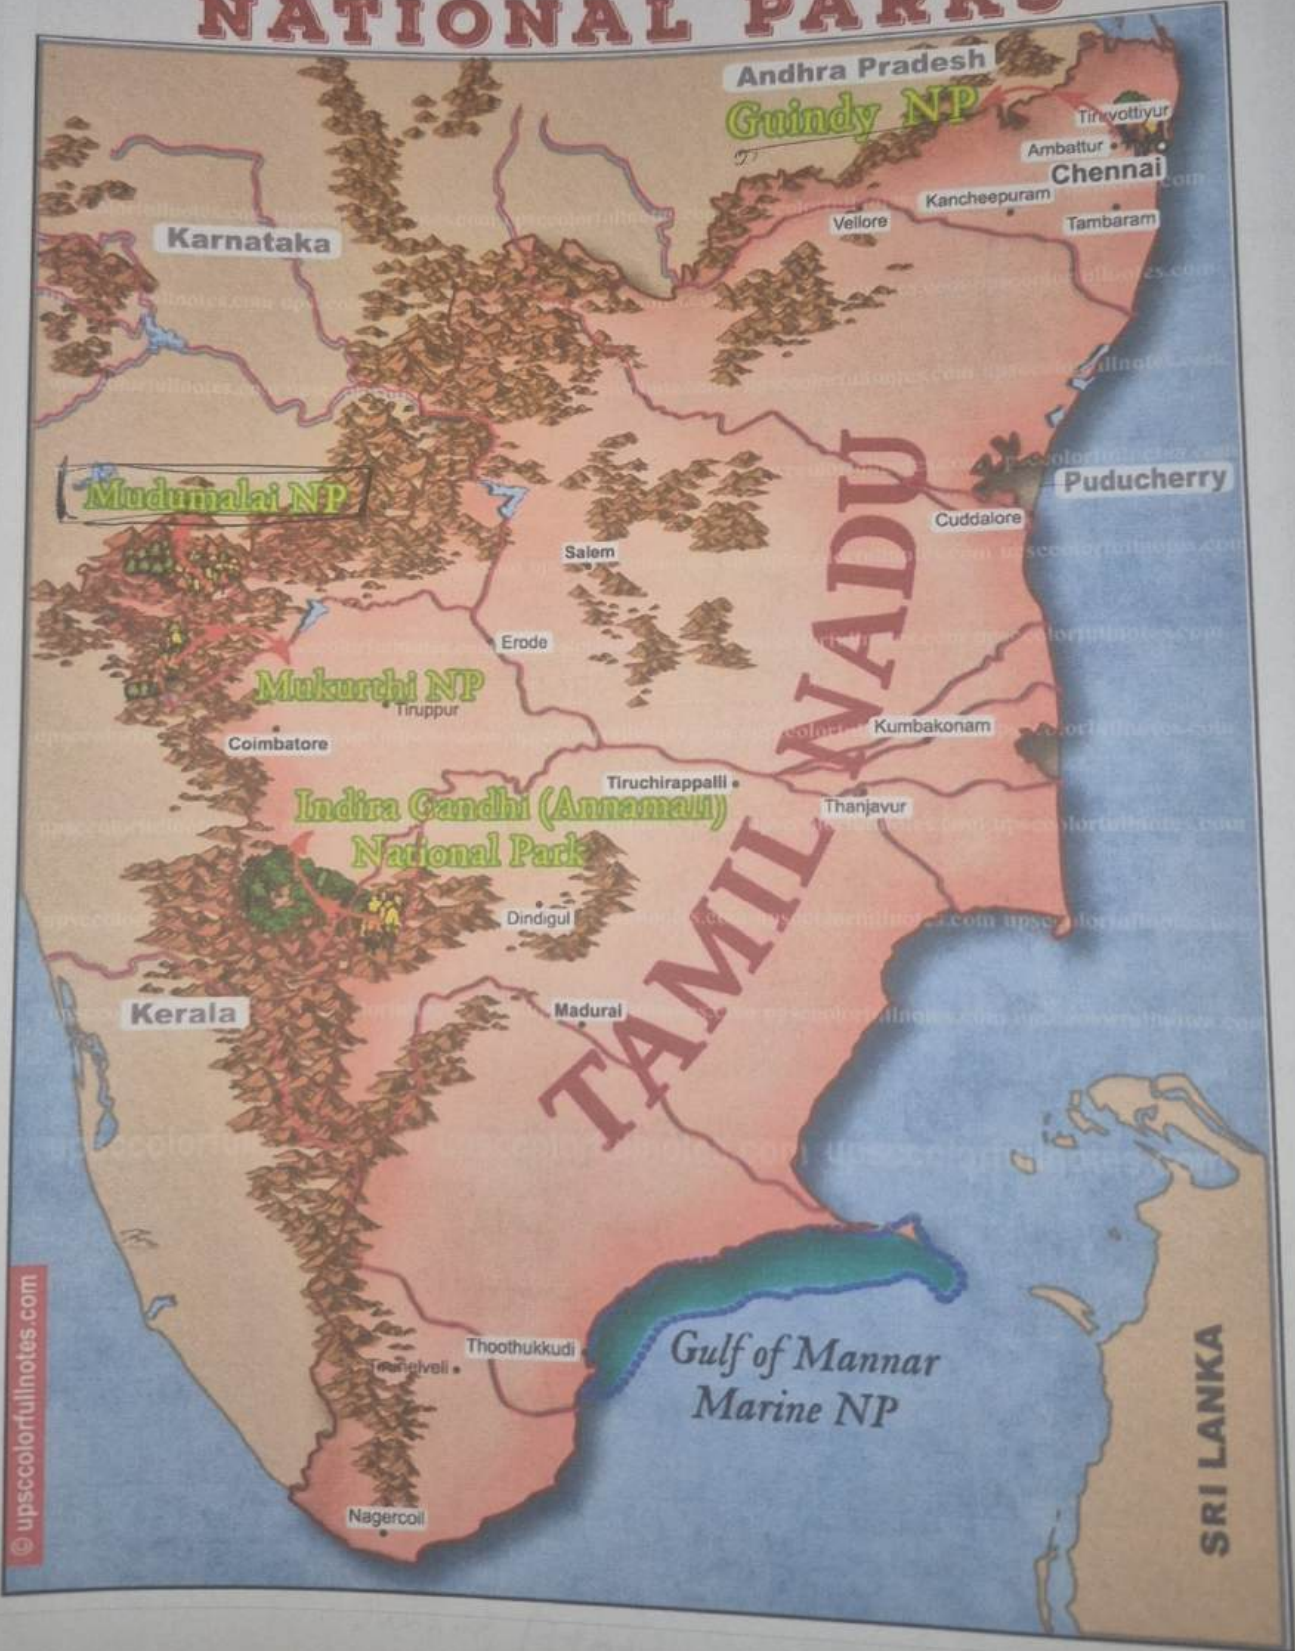 NATIONAL PARKS
Andhra Pradesh
Guindy NP
Tiruvottiyur
Ambattur
Chennai
Kancheepuram
Vellore
Tambaram
Karnataka
Puducherry
Mudumalai NP
Cuddalore
Salem
Erode
Mukurthi NP
Tiruppur
Coimbatore
Kumbakonam
Tiruchirappalli
Thanjavur
Indira Gandhi (Annamali)
National Park
Dindigul
TAMIL NADU
Kerala
Madurai
Thoothukkudi
Gulf of Mannar
Marine NP
SRI LANKA
Nagercoil
© upsccolorfullnotes.com